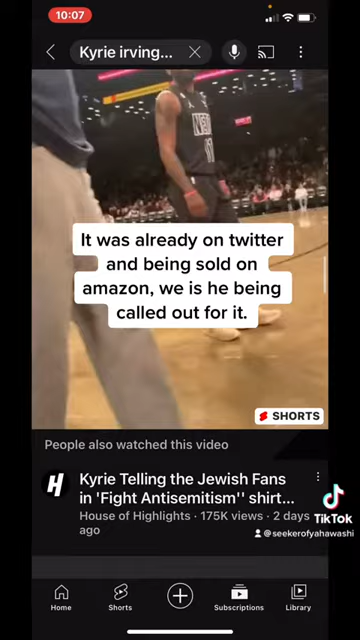 10:07
Kyrie irving...
NETS
11
It was already on twitter
and being sold on
amazon, we is he being
called out for it.
SHORTS
People also watched this video
Kyrie Telling the Jewish Fans
in 'Fight Antisemitism'' shirt...
House of Highlights · 175K views · 2 days
ago
TikTok
@seekerofyahawashi
Home
Shorts
Subscriptions
Library